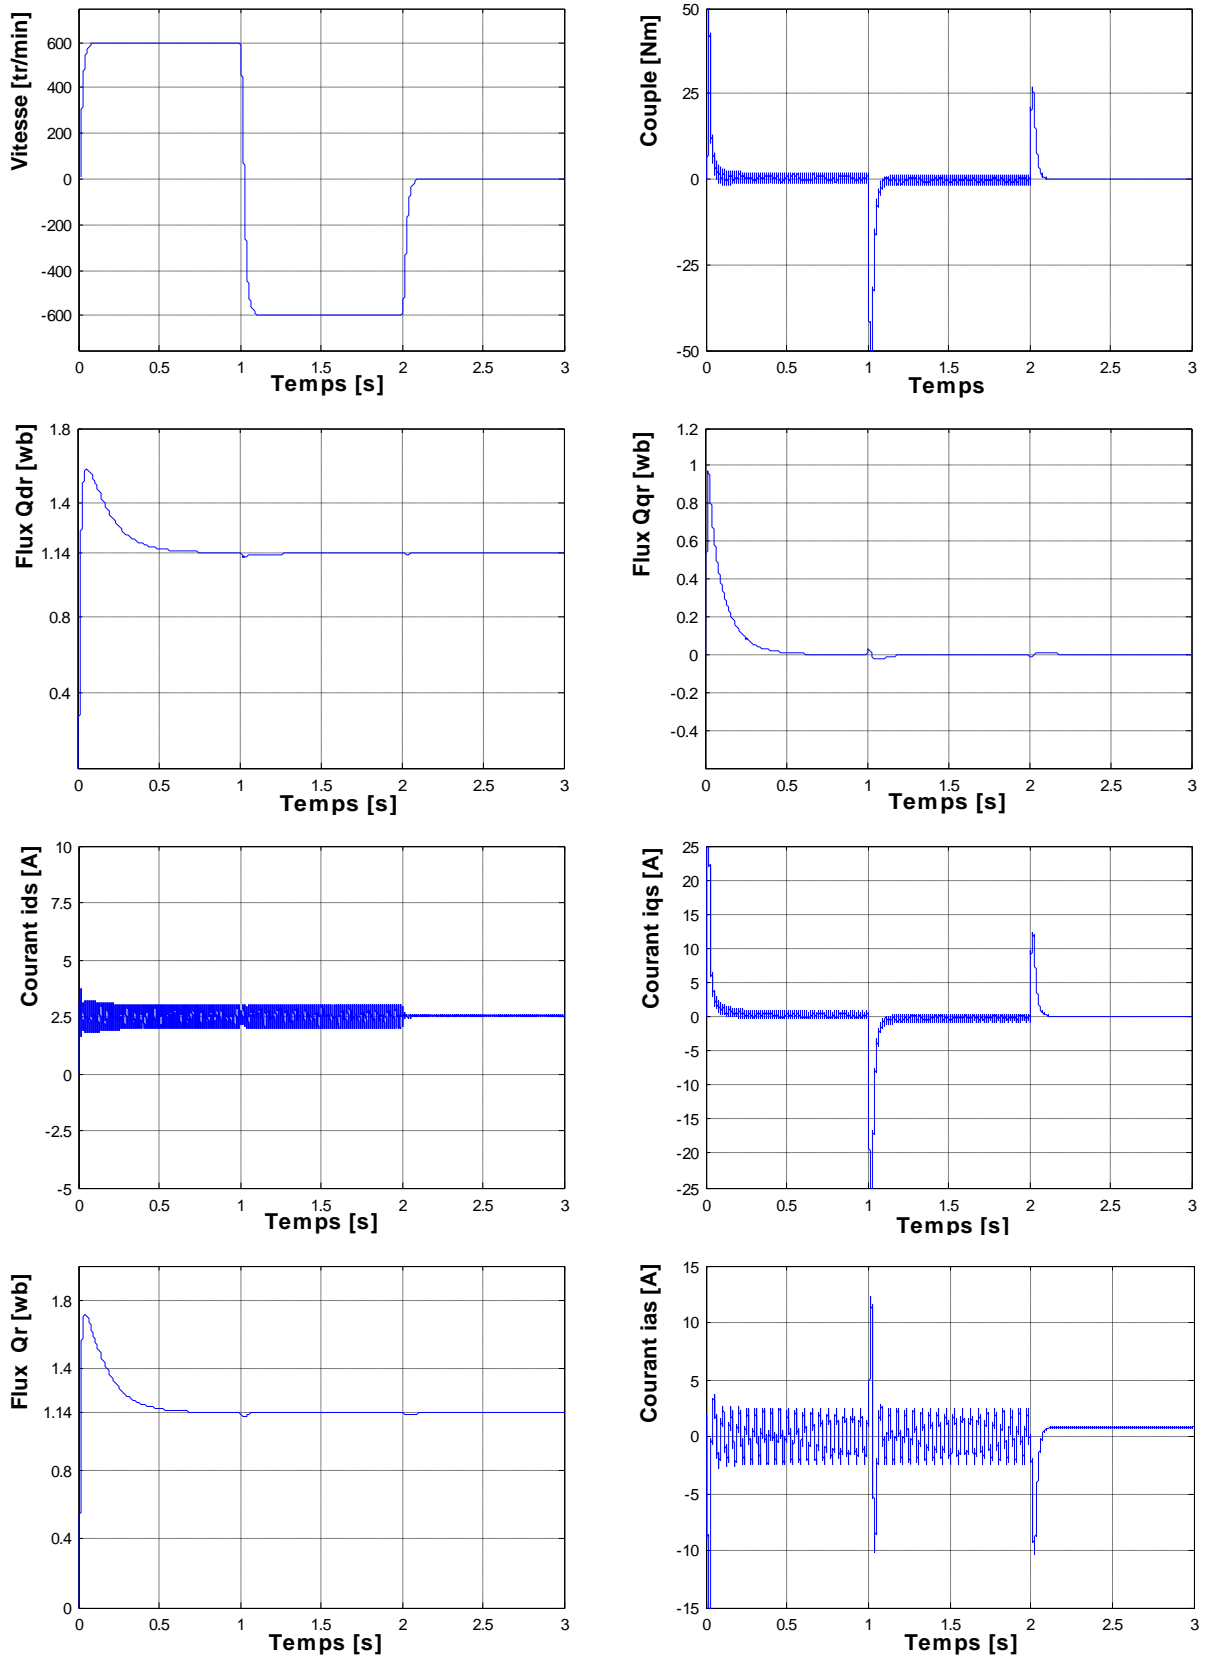 Vitesse [tr/min]
600
400
200
0
-200
-400
-600
0 0.5 1 1.5 2 2.5 3
Temps [s]
Couple [Nm]
50
25
0
-25
-50
0 0.5 1 1.5 2 2.5 3
Temps
Flux Qdr [wb]
1.8
1.4
1.14
0.8
0.4
0 0.5 1 1.5 2 2.5 3
Temps [s]
Flux Qqr [wb]
1.2
1
0.8
0.6
0.4
0.2
0
-0.2
-0.4
0 0.5 1 1.5 2 2.5 3
Temps [s]
Courant ids [A]
10
7.5
5
2.5
0
-2.5
-5
0 0.5 1 1.5 2 2.5 3
Temps [s]
Courant iqs [A]
25
20
15
10
5
0
-5
-10
-15
-20
-25
0 0.5 1 1.5 2 2.5 3
Temps [s]
Flux Qr [wb]
1.8
1.4
1.14
0.8
0.4
0
0 0.5 1 1.5 2 2.5 3
Temps [s]
Courant ias [A]
15
10
5
0
-5
-10
-15
0 0.5 1 1.5 2 2.5 3
Temps [s]